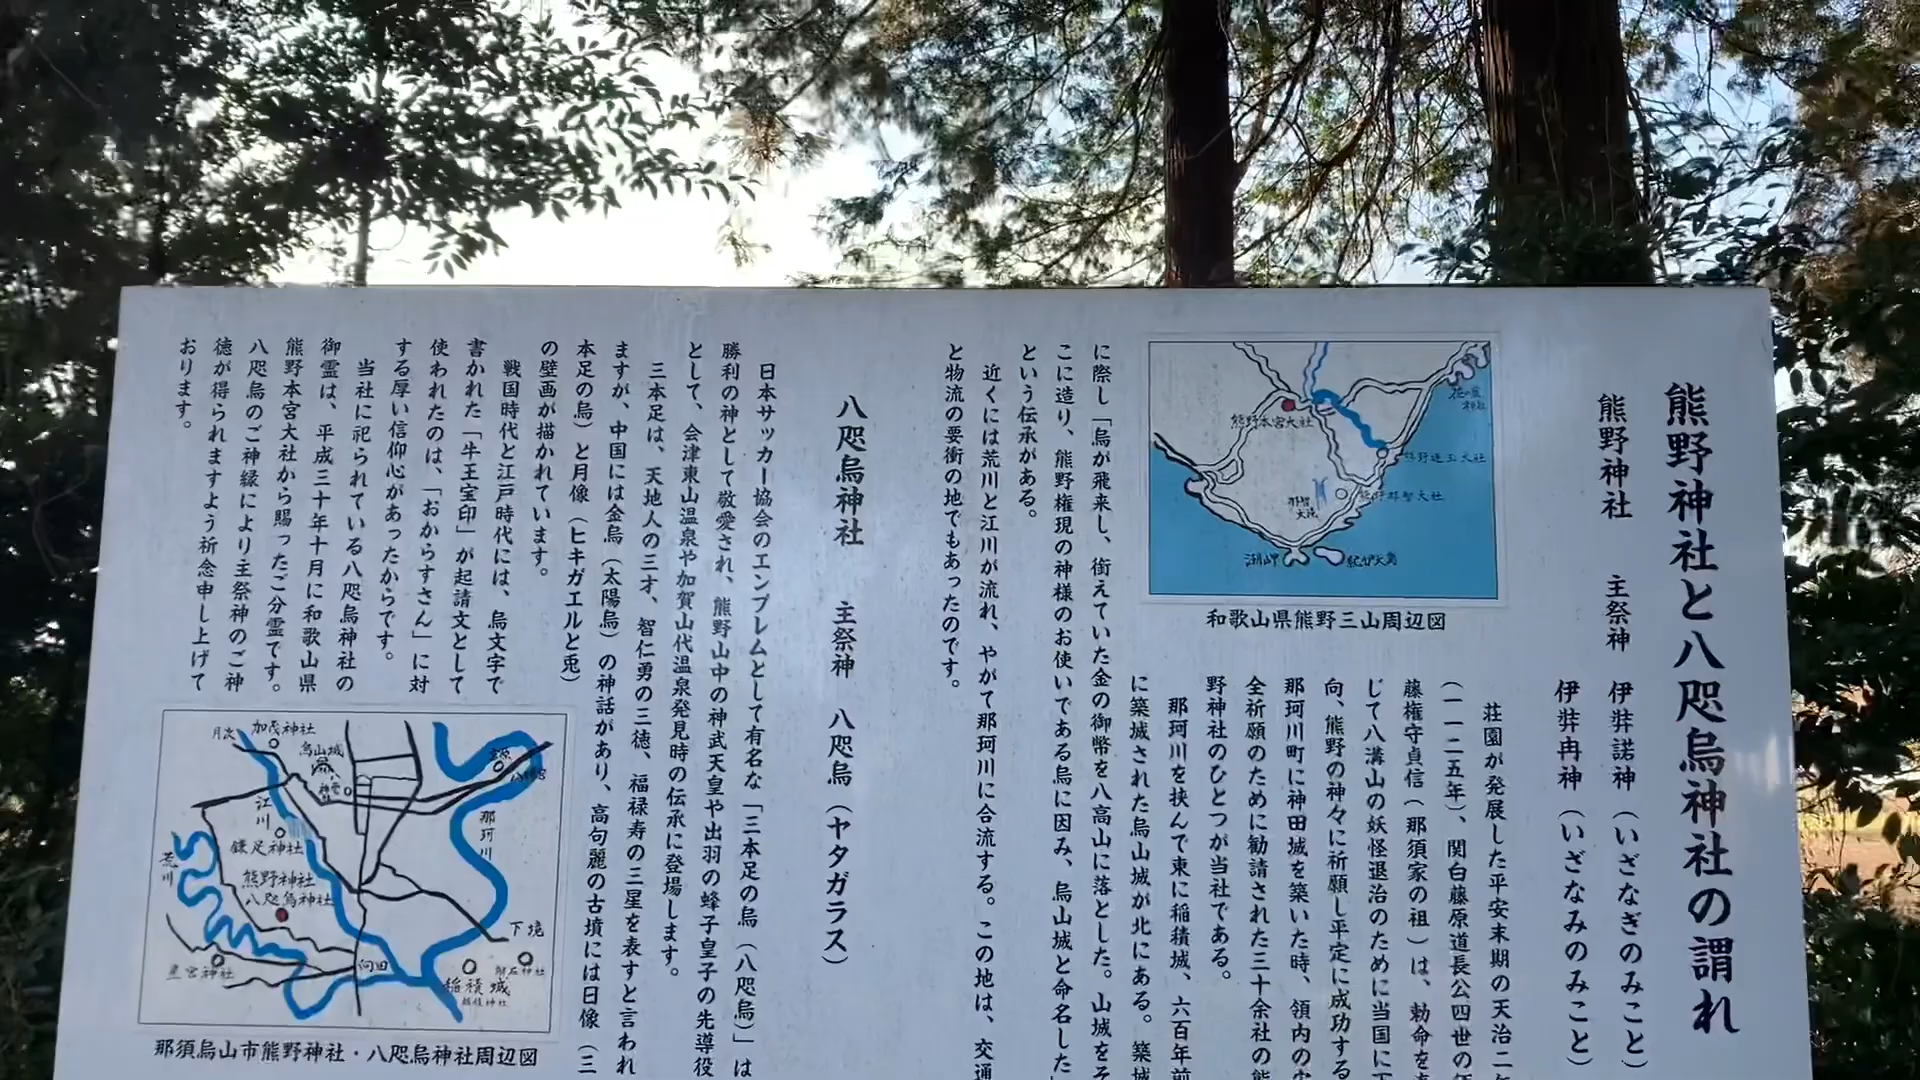 熊野神社と八咫烏神社の謂れ
熊野神社　主祭神　伊弉諾神（いざなぎのみこと）
伊弉冉神（いざなみのみこと）
荘園が発展した平安末期の天治二年
（一一二五年）、関白藤原道長公四世の
藤権守貞信（那須家の祖）は、勅命を
じて八溝山の妖怪退治のために当国に下
向、熊野の神々に祈願し平定に成功する
那珂川町に神田城を築いた時、領内の
全祈願のために勧請された三十余社の熊
野神社のひとつが当社である。
那珂川を挟んで東に稲積城、六百年前
に築城された烏山城が北にある。築城
に際し「烏が飛来し、銜えていた金の御幣を八高山に落とした。山城をそ
こに造り、熊野権現の神様のお使いである烏に因み、烏山城と命名した」
という伝承がある。
近くには荒川と江川が流れ、やがて那珂川に合流する。この地は、交通
と物流の要衝の地でもあったのです。
熊野本宮大社
熊野速玉大社
熊野那智大社
那智大滝
潮岬
紀伊大島
和歌山県熊野三山周辺図
八咫烏神社　主祭神　八咫烏（ヤタガラス）
日本サッカー協会のエンブレムとして有名な「三本足の烏（八咫烏）」は
勝利の神として敬愛され、熊野山中の神武天皇や出羽の蜂子皇子の先導役
として、会津東山温泉や加賀山代温泉発見時の伝承に登場します。
三本足は、天地人の三才、智仁勇の三徳、福禄寿の三星を表すと言われ
ますが、中国には金烏（太陽烏）の神話があり、高句麗の古墳には日像（三
本足の烏）と月像（ヒキガエルと兎）
の壁画が描かれています。
戦国時代と江戸時代には、烏文字で
書かれた「牛王宝印」が起請文として
使われたのは、「おからすさん」に対
する厚い信仰心があったからです。
当社に祀られている八咫烏神社の
御霊は、平成三十年十月に和歌山県
熊野本宮大社から賜ったご分霊です。
八咫烏のご神縁により主祭神のご神
徳が得られますよう祈念申し上げて
おります。
月次
加茂神社
烏山城
江川
那珂川
鎌足神社
荒川
熊野神社
八咫烏神社
星宮神社
向田
下境
稲積城
稲積神社
那須烏山市熊野神社・八咫烏神社周辺図